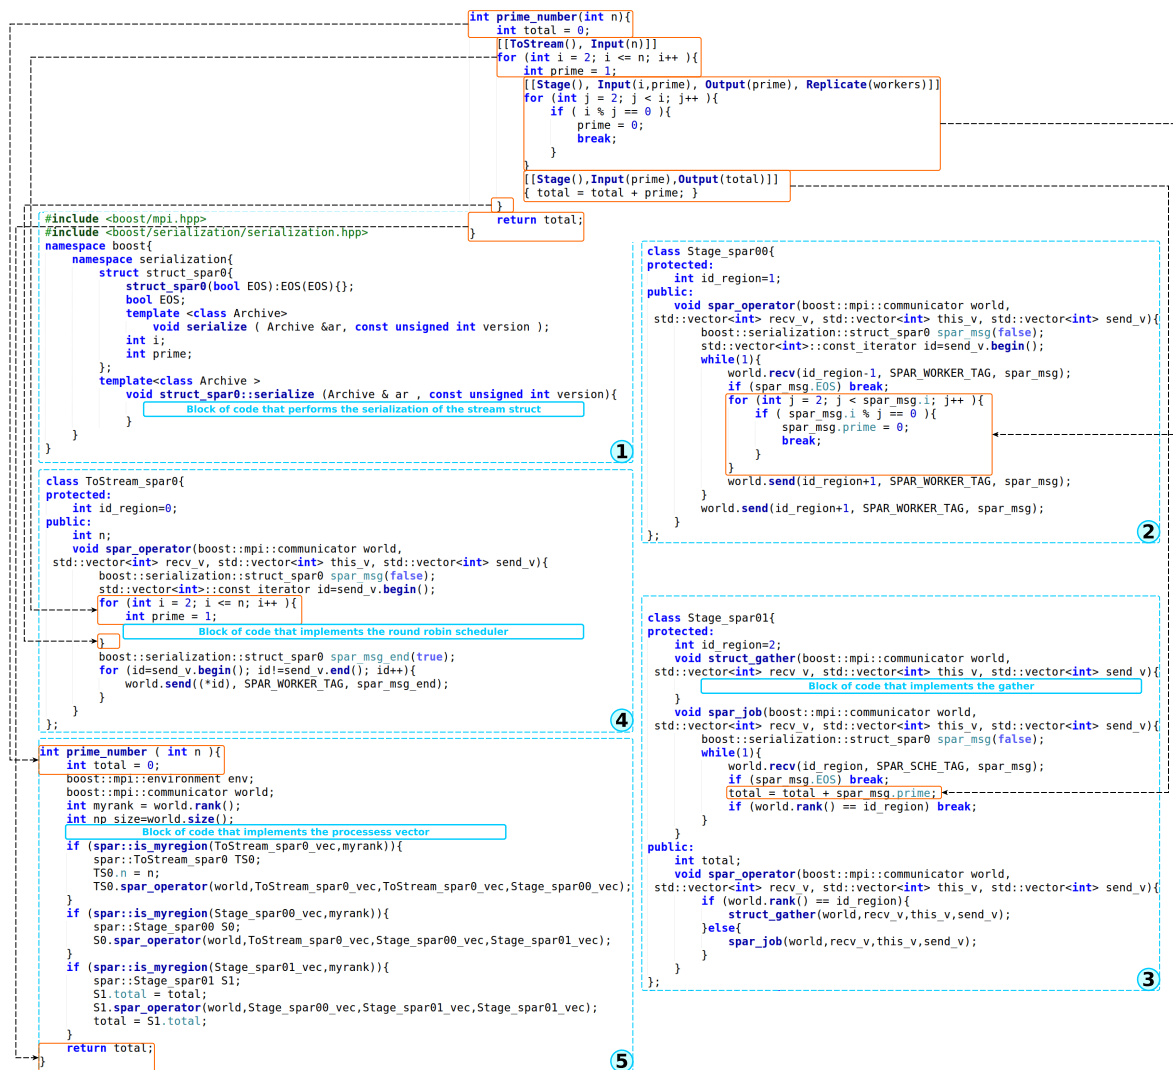 int prime_number(int n){
    int total = 0;
    [[ToStream(), Input(n)]]
    for (int i = 2; i <= n; i++ ){
        int prime = 1;
        [[Stage(), Input(i,prime), Output(prime), Replicate(workers)]]
        for (int j = 2; j < i; j++ ){
            if ( i % j == 0 ){
                prime = 0;
                break;
            }
        }
        [[Stage(),Input(prime),Output(total)]]
        { total = total + prime; }
    }
    return total;
}
#include <boost/mpi.hpp>
#include <boost/serialization/serialization.hpp>
namespace boost{
    namespace serialization{
        struct struct_spar0{
            struct_spar0(bool EOS):EOS(EOS){};
            bool EOS;
            template <class Archive>
                void serialize ( Archive &ar, const unsigned int version );
            int i;
            int prime;
        };
        template<class Archive >
            void struct_spar0::serialize (Archive & ar , const unsigned int version){
                Block of code that performs the serialization of the stream struct
            }
    }
}
1
class Stage_spar00{
protected:
    int id_region=1;
public:
    void spar_operator(boost::mpi::communicator world,
 std::vector<int> recv_v, std::vector<int> this_v, std::vector<int> send_v){
        boost::serialization::struct_spar0 spar_msg(false);
        std::vector<int>::const_iterator id=send_v.begin();
        while(1){
            world.recv(id_region-1, SPAR_WORKER_TAG, spar_msg);
            if (spar_msg.EOS) break;
            for (int j = 2; j < spar_msg.i; j++ ){
                if ( spar_msg.i % j == 0 ){
                    spar_msg.prime = 0;
                    break;
                }
            }
            world.send(id_region+1, SPAR_WORKER_TAG, spar_msg);
        }
        world.send(id_region+1, SPAR_WORKER_TAG, spar_msg);
    }
};
2
class Stage_spar01{
protected:
    int id_region=2;
    void struct_gather(boost::mpi::communicator world,
 std::vector<int> recv_v, std::vector<int> this_v, std::vector<int> send_v){
        Block of code that implements the gather
    }
    void spar_job(boost::mpi::communicator world,
 std::vector<int> recv_v, std::vector<int> this_v, std::vector<int> send_v){
        boost::serialization::struct_spar0 spar_msg(false);
        while(1){
            world.recv(id_region, SPAR_SCHE_TAG, spar_msg);
            if (spar_msg.EOS) break;
            total = total + spar_msg.prime;
            if (world.rank() == id_region) break;
        }
    }
public:
    int total;
    void spar_operator(boost::mpi::communicator world,
 std::vector<int> recv_v, std::vector<int> this_v, std::vector<int> send_v){
        if (world.rank() == id_region){
            struct_gather(world,recv_v,this_v,send_v);
        }else{
            spar_job(world,recv_v,this_v,send_v);
        }
    }
};
3
class ToStream_spar0{
protected:
    int id_region=0;
public:
    int n;
    void spar_operator(boost::mpi::communicator world,
 std::vector<int> recv_v, std::vector<int> this_v, std::vector<int> send_v){
        boost::serialization::struct_spar0 spar_msg(false);
        std::vector<int>::const_iterator id=send_v.begin();
        for (int i = 2; i <= n; i++ ){
            int prime = 1;
            Block of code that implements the round robin scheduler
        }
        boost::serialization::struct_spar0 spar_msg_end(true);
        for (id=send_v.begin(); id!=send_v.end(); id++){
            world.send((*id), SPAR_WORKER_TAG, spar_msg_end);
        }
    }
};
4
int prime_number ( int n ){
    int total = 0;
    boost::mpi::environment env;
    boost::mpi::communicator world;
    int myrank = world.rank();
    int np_size=world.size();
    Block of code that implements the processess vector
    if (spar::is_myregion(ToStream_spar0_vec,myrank)){
        spar::ToStream_spar0 TS0;
        TS0.n = n;
        TS0.spar_operator(world,ToStream_spar0_vec,ToStream_spar0_vec,Stage_spar00_vec);
    }
    if (spar::is_myregion(Stage_spar00_vec,myrank)){
        spar::Stage_spar00 S0;
        S0.spar_operator(world,ToStream_spar0_vec,Stage_spar00_vec,Stage_spar01_vec);
    }
    if (spar::is_myregion(Stage_spar01_vec,myrank)){
        spar::Stage_spar01 S1;
        S1.total = total;
        S1.spar_operator(world,Stage_spar00_vec,Stage_spar01_vec,Stage_spar01_vec);
        total = S1.total;
    }
    return total;
}
5